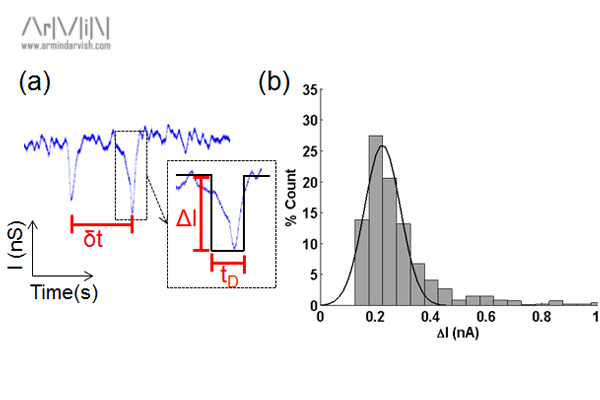 ArViN
www.armindarvish.com
(a)
I (nS)
Time(s)
δt
ΔI
tD
(b)
% Count
35
30
25
20
15
10
5
0
0 0.2 0.4 0.6 0.8 1
ΔI (nA)